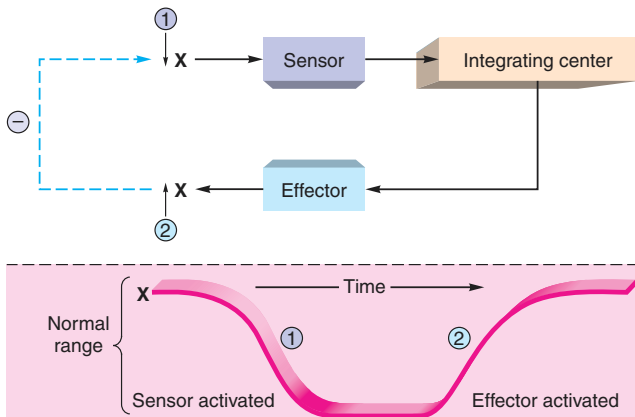 1
X
Sensor
Integrating center
−
X
Effector
2
X
Time
Normal
range
1
2
Sensor activated
Effector activated